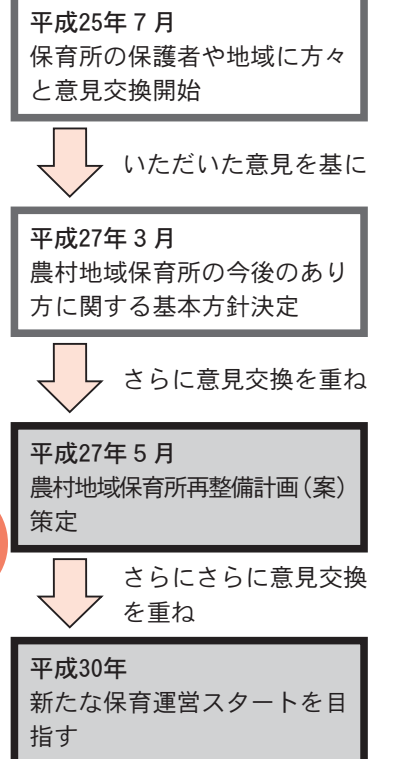 平成25年７月
保育所の保護者や地域に方々
と意見交換開始
いただいた意見を基に
平成27年３月
農村地域保育所の今後のあり
方に関する基本方針決定
さらに意見交換を重ね
平成27年５月
農村地域保育所再整備計画（案）
策定
さらにさらに意見交換
を重ね
平成30年
新たな保育運営スタートを目
指す